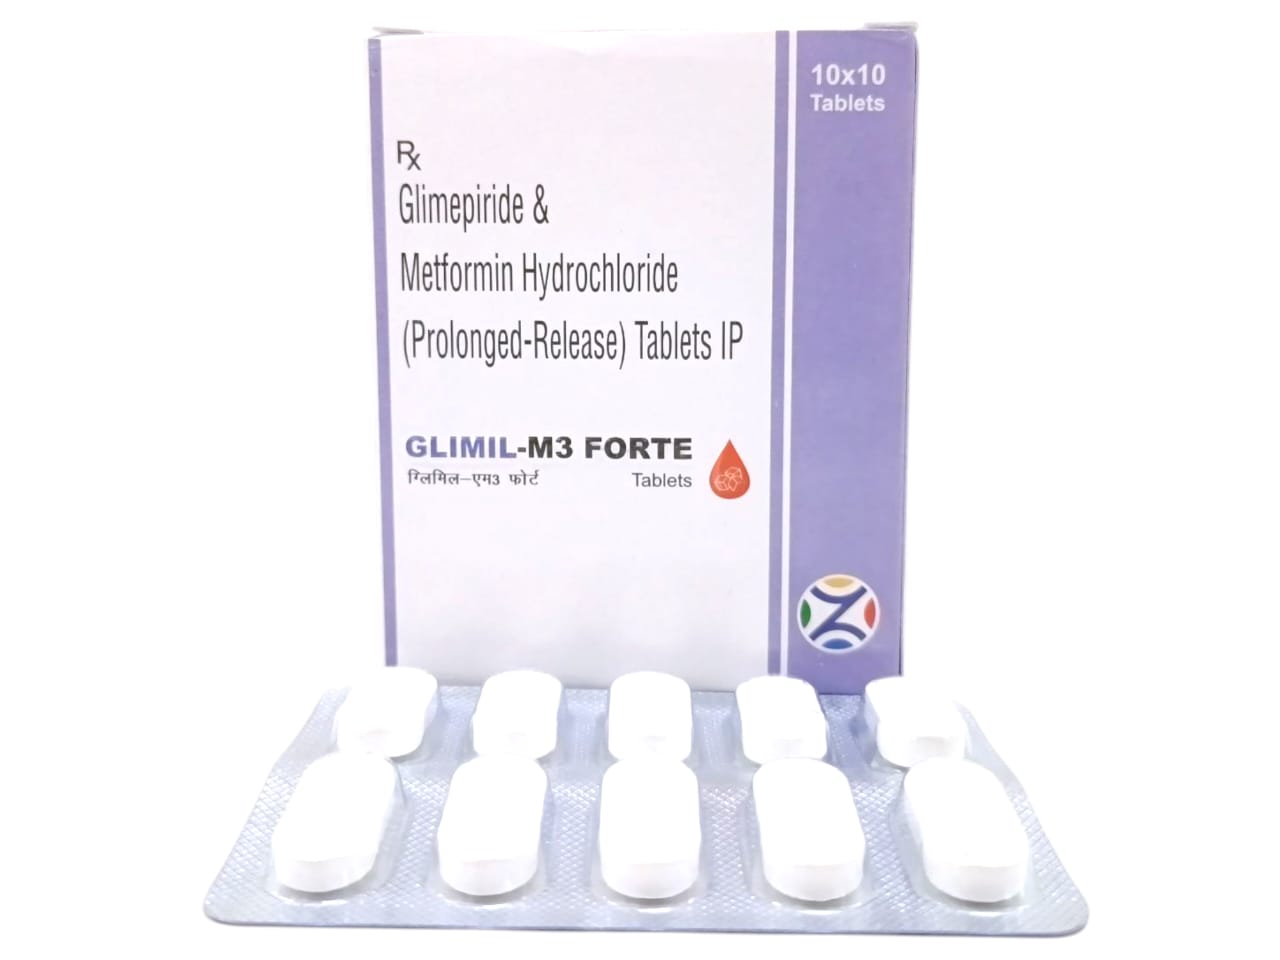 10x10
Tablets
Rx
Glimepiride &
Metformin Hydrochloride
(Prolonged-Release) Tablets IP
GLIMIL-M3 FORTE
ग्लिमिल–एम3 फोर्ट
Tablets